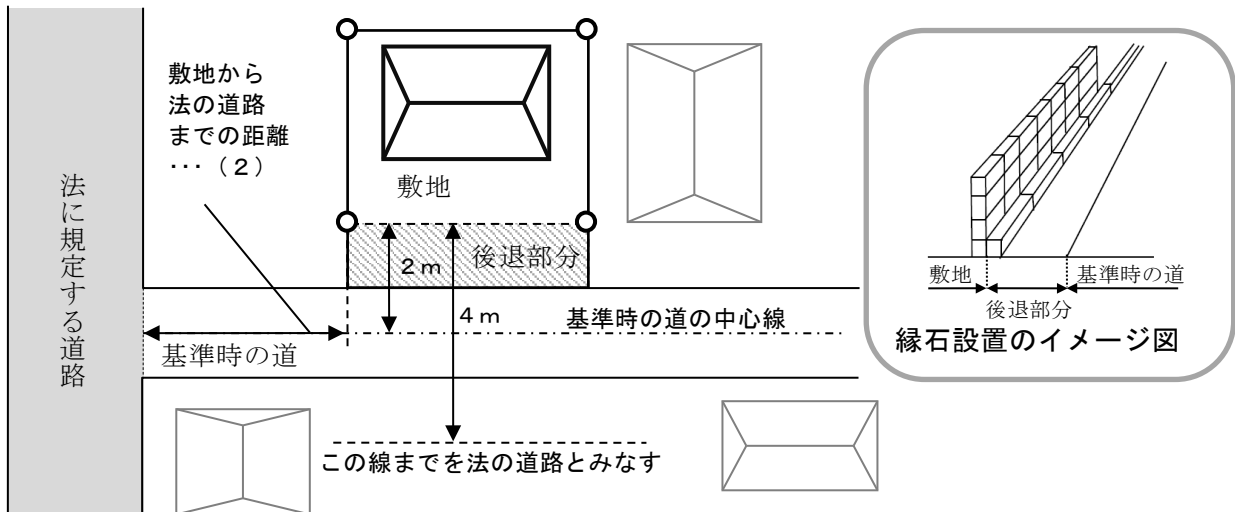 敷地から
法の道路
までの距離
···（２）
法に規定する道路
敷地
後退部分
２ｍ
４ｍ
基準時の道の中心線
基準時の道
この線までを法の道路とみなす
敷地
基準時の道
後退部分
縁石設置のイメージ図